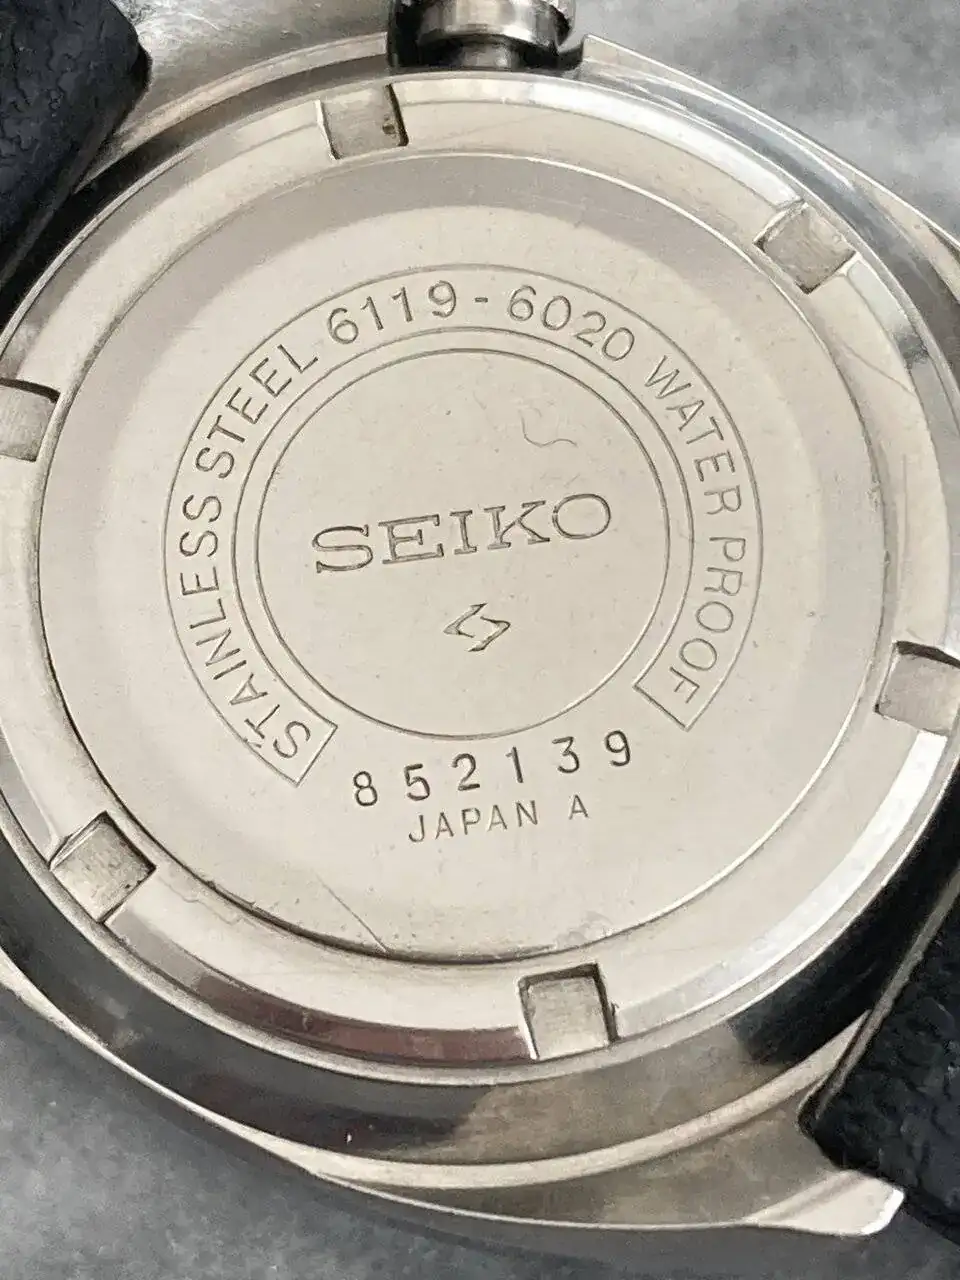 STAINLESS STEEL 6119-6020 WATER PROOF
SEIKO
852139
JAPAN A